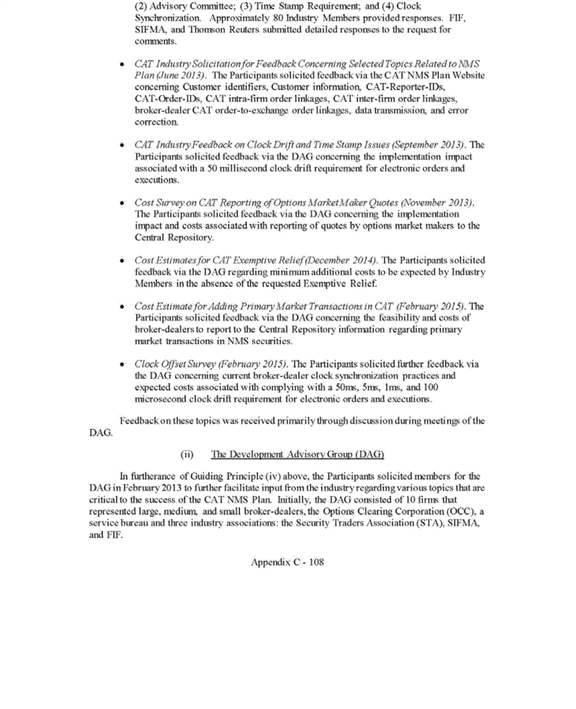 (2) Advisory Committee; (3) Time Stamp Requirement; and (4) Clock
Synchronization. Approximately 80 Industry Members provided responses. FIF,
SIFMA, and Thomson Reuters submitted detailed responses to the request for
comments.
• CAT Industry Solicitation for Feedback Concerning Selected Topics Related to NMS
Plan (June 2013). The Participants solicited feedback via the CAT NMS Plan Website
concerning Customer identifiers, Customer information, CAT-Reporter-IDs,
CAT-Order-IDs, CAT intra-firm order linkages, CAT inter-firm order linkages,
broker-dealer CAT order-to-exchange order linkages, data transmission, and error
correction.
• CAT Industry Feedback on Clock Drift and Time Stamp Issues (September 2013). The
Participants solicited feedback via the DAG concerning the implementation impact
associated with a 50 millisecond clock drift requirement for electronic orders and
executions.
• Cost Survey on CAT Reporting of Options Market Maker Quotes (November 2013).
The Participants solicited feedback via the DAG concerning the implementation
impact and costs associated with reporting of quotes by options market makers to the
Central Repository.
• Cost Estimates for CAT Exemptive Relief (December 2014). The Participants solicited
feedback via the DAG regarding minimum additional costs to be expected by Industry
Members in the absence of the requested Exemptive Relief.
• Cost Estimate for Adding Primary Market Transactions in CAT (February 2015). The
Participants solicited feedback via the DAG concerning the feasibility and costs of
broker-dealers to report to the Central Repository information regarding primary
market transactions in NMS securities.
• Clock Offset Survey (February 2015). The Participants solicited further feedback via
the DAG concerning current broker-dealer clock synchronization practices and
expected costs associated with complying with a 50ms, 5ms, 1ms, and 100
microsecond clock drift requirement for electronic orders and executions.
Feedback on these topics was received primarily through discussion during meetings of the
DAG.
(ii) The Development Advisory Group (DAG)
In furtherance of Guiding Principle (iv) above, the Participants solicited members for the
DAG in February 2013 to further facilitate input from the industry regarding various topics that are
critical to the success of the CAT NMS Plan. Initially, the DAG consisted of 10 firms that
represented large, medium, and small broker-dealers, the Options Clearing Corporation (OCC), a
service bureau and three industry associations: the Security Traders Association (STA), SIFMA,
and FIF.
Appendix C - 108